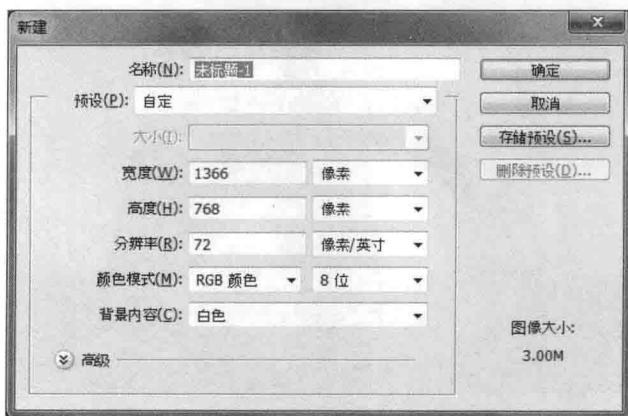 新建
名称(N): 未标题-1
确定
预设(P): 自定
取消
大小(I):
存储预设(S)...
宽度(W): 1366 像素
删除预设(D)...
高度(H): 768 像素
分辨率(R): 72 像素/英寸
颜色模式(M): RGB 颜色 8 位
背景内容(C): 白色
图像大小:
高级
3.00M